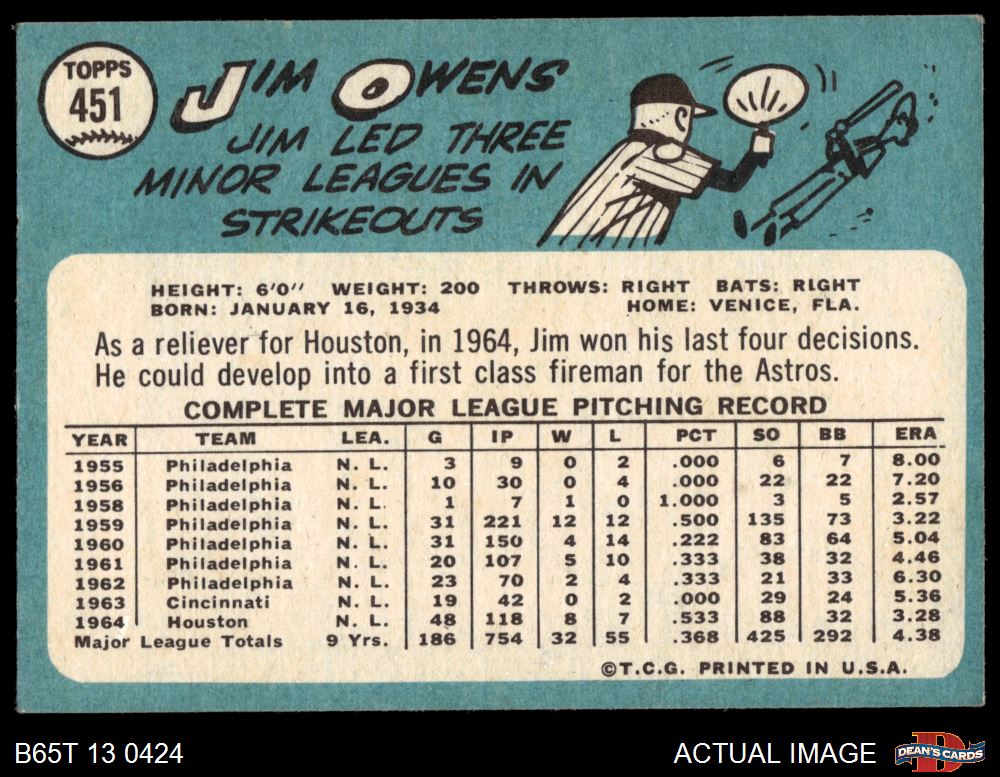 TOPPS
451
JIM OWENS
JIM LED THREE
MINOR LEAGUES IN
STRIKEOUTS
HEIGHT: 6'0" WEIGHT: 200 THROWS: RIGHT BATS: RIGHT
BORN: JANUARY 16, 1934 HOME: VENICE, FLA.
As a reliever for Houston, in 1964, Jim won his last four decisions.
He could develop into a first class fireman for the Astros.
COMPLETE MAJOR LEAGUE PITCHING RECORD
YEAR TEAM LEA. G IP W L PCT SO BB ERA
1955 Philadelphia N. L. 3 9 0 2 .000 6 7 8.00
1956 Philadelphia N. L. 10 30 0 4 .000 22 22 7.20
1958 Philadelphia N. L. 1 7 1 0 1.000 3 5 2.57
1959 Philadelphia N. L. 31 221 12 12 .500 135 73 3.22
1960 Philadelphia N. L. 31 150 4 14 .222 83 64 5.04
1961 Philadelphia N. L. 20 107 5 10 .333 38 32 4.46
1962 Philadelphia N. L. 23 70 2 4 .333 21 33 6.30
1963 Cincinnati N. L. 19 42 0 2 .000 29 24 5.36
1964 Houston N. L. 48 118 8 7 .533 88 32 3.28
Major League Totals 9 Yrs. 186 754 32 55 .368 425 292 4.38
©T.C.G. PRINTED IN U.S.A.
B65T 13 0424 ACTUAL IMAGE DEAN'S CARDS